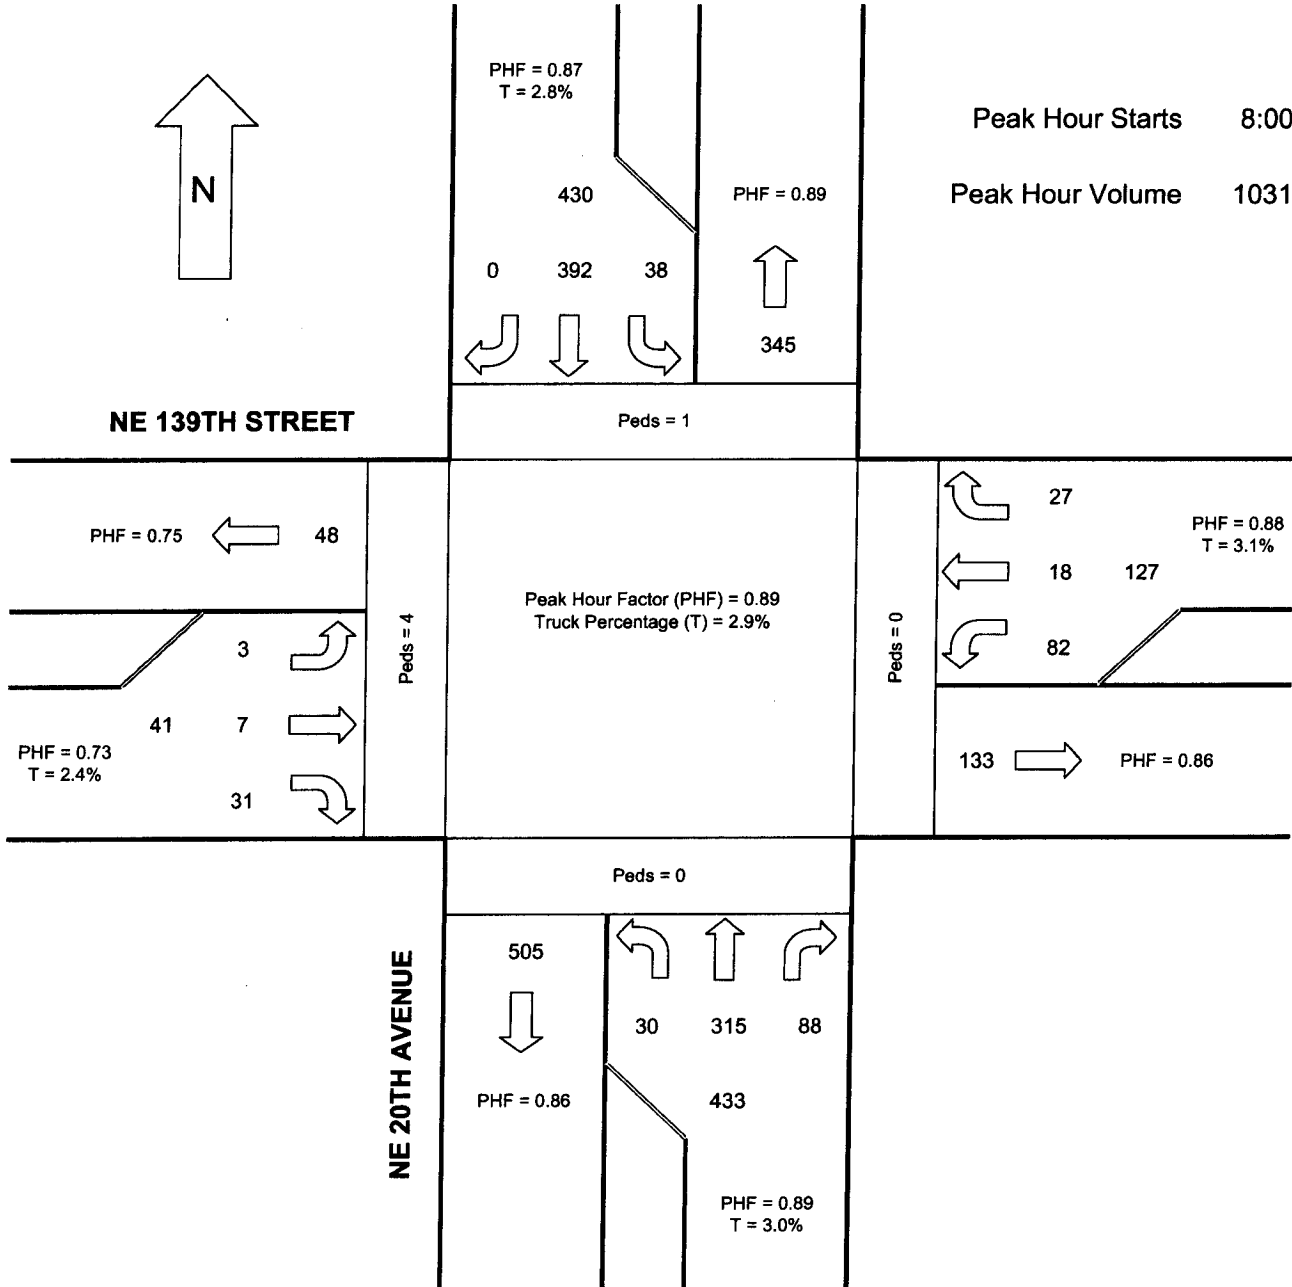 PHF = 0.87
T = 2.8%
Peak Hour Starts 8:00
N
430
PHF = 0.89
Peak Hour Volume 1031
0 392 38
345
NE 139TH STREET
Peds = 1
27
PHF = 0.88
T = 3.1%
PHF = 0.75
48
18 127
Peak Hour Factor (PHF) = 0.89
Truck Percentage (T) = 2.9%
Peds = 4
Peds = 0
3
82
41 7
PHF = 0.73
T = 2.4%
31
133
PHF = 0.86
Peds = 0
505
NE 20TH AVENUE
30 315 88
PHF = 0.86
433
PHF = 0.89
T = 3.0%